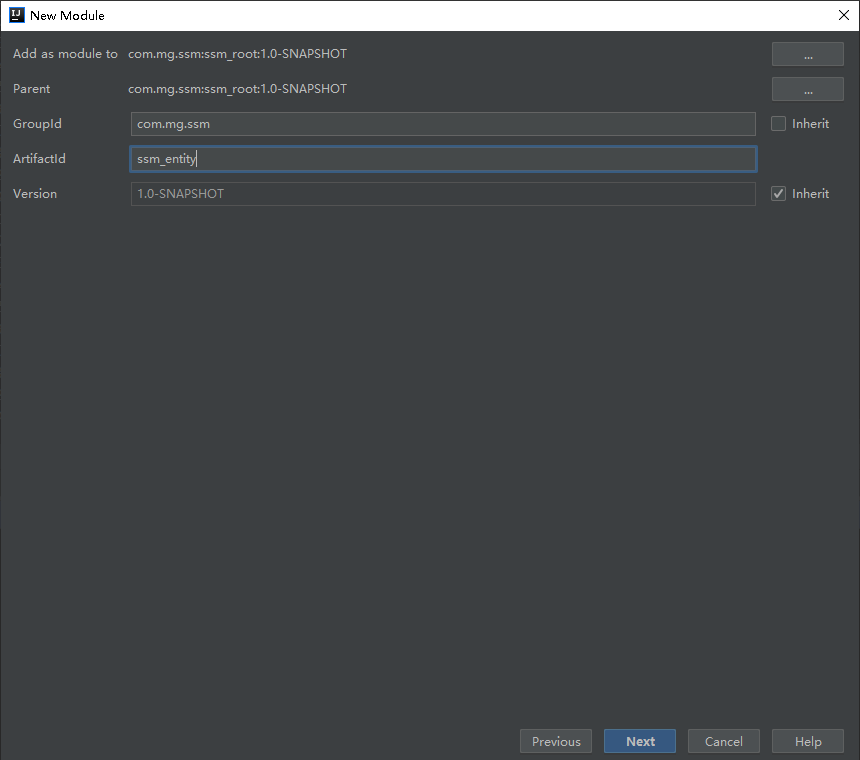 IJ New Module
Add as module to com.mg.ssm:ssm_root:1.0-SNAPSHOT ...
Parent com.mg.ssm:ssm_root:1.0-SNAPSHOT ...
GroupId com.mg.ssm Inherit
ArtifactId ssm_entity
Version 1.0-SNAPSHOT Inherit
Previous Next Cancel Help